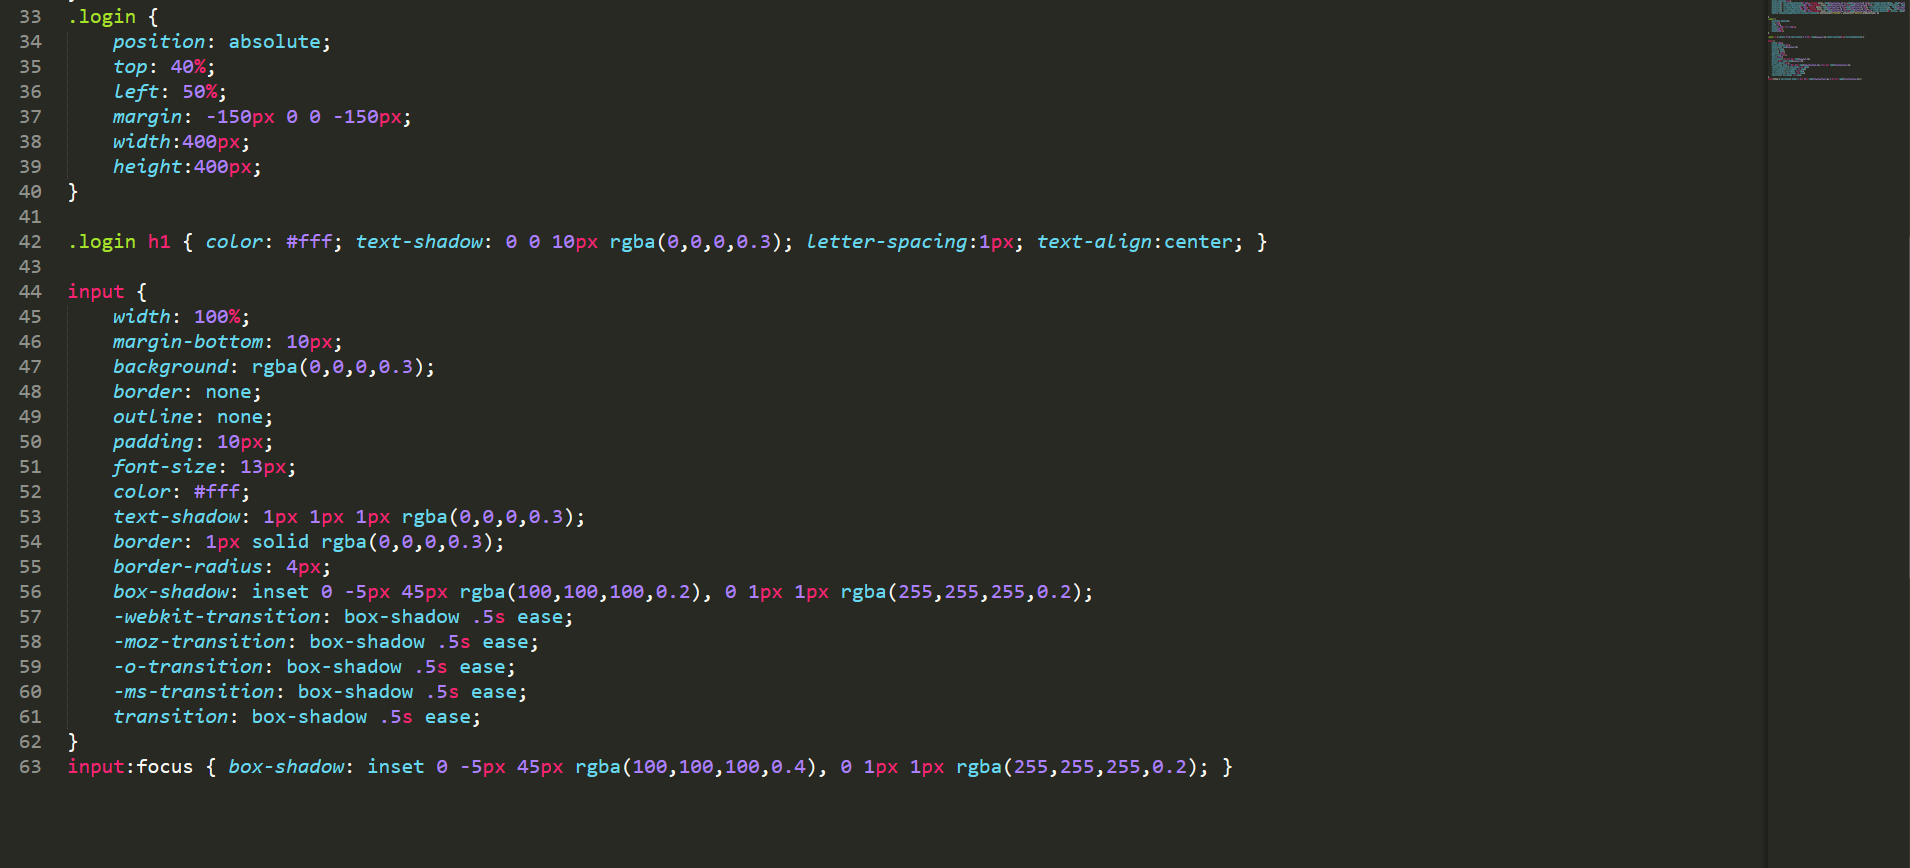 33 .login {
34     position: absolute;
35     top: 40%;
36     left: 50%;
37     margin: -150px 0 0 -150px;
38     width:400px;
39     height:400px;
40 }
41
42 .login h1 { color: #fff; text-shadow: 0 0 10px rgba(0,0,0,0.3); letter-spacing:1px; text-align:center; }
43
44 input {
45     width: 100%;
46     margin-bottom: 10px;
47     background: rgba(0,0,0,0.3);
48     border: none;
49     outline: none;
50     padding: 10px;
51     font-size: 13px;
52     color: #fff;
53     text-shadow: 1px 1px 1px rgba(0,0,0,0.3);
54     border: 1px solid rgba(0,0,0,0.3);
55     border-radius: 4px;
56     box-shadow: inset 0 -5px 45px rgba(100,100,100,0.2), 0 1px 1px rgba(255,255,255,0.2);
57     -webkit-transition: box-shadow .5s ease;
58     -moz-transition: box-shadow .5s ease;
59     -o-transition: box-shadow .5s ease;
60     -ms-transition: box-shadow .5s ease;
61     transition: box-shadow .5s ease;
62 }
63 input:focus { box-shadow: inset 0 -5px 45px rgba(100,100,100,0.4), 0 1px 1px rgba(255,255,255,0.2); }